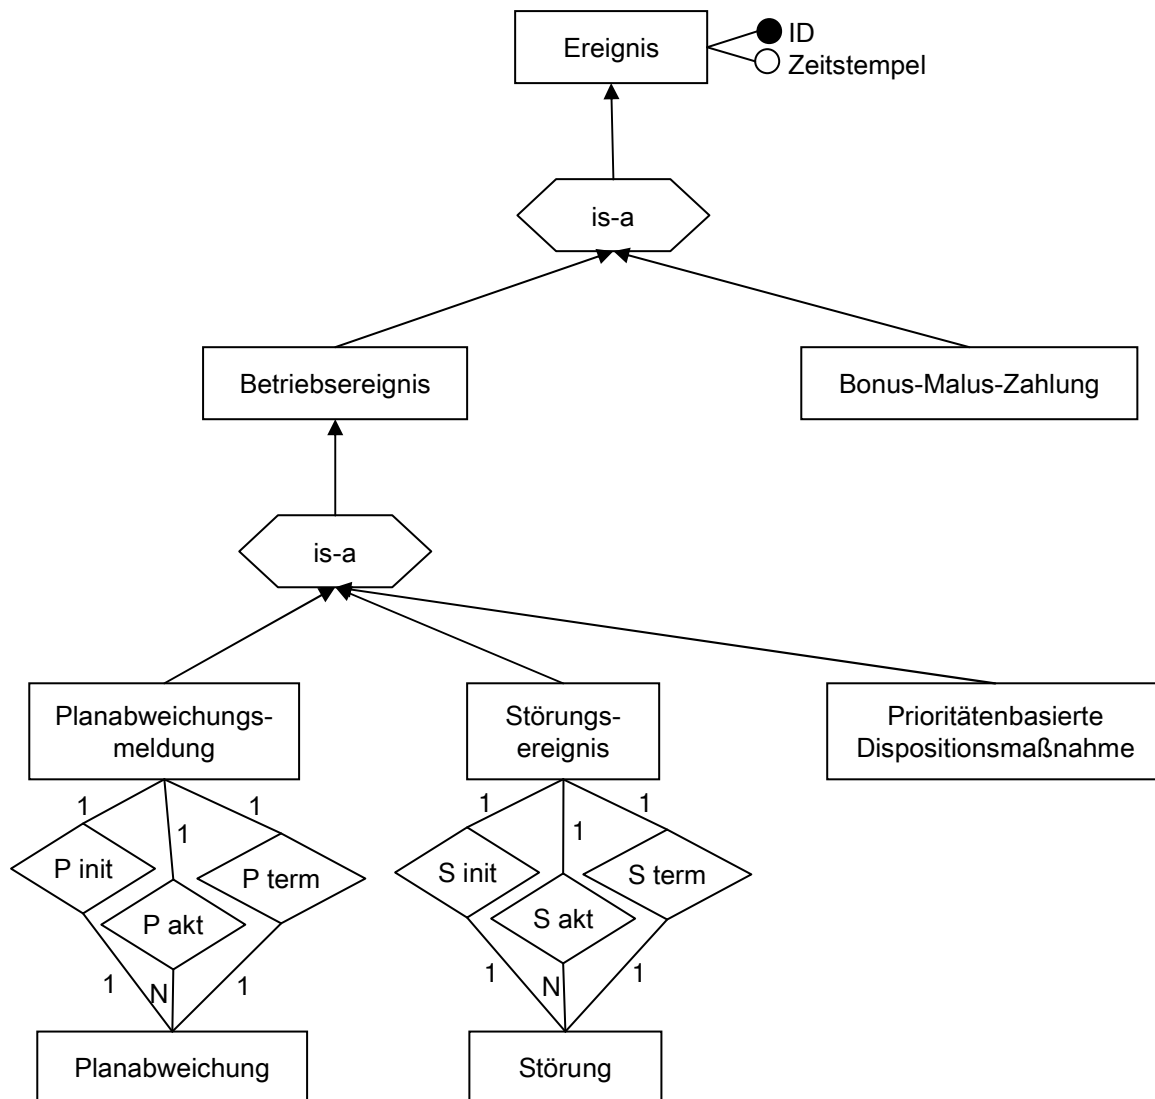 Ereignis
ID
Zeitstempel
is-a
Betriebsereignis
Bonus-Malus-Zahlung
is-a
Planabweichungs-
meldung
Störungs-
ereignis
Prioritätenbasierte
Dispositionsmaßnahme
1
1
1
P init
P akt
P term
1
N
1
Planabweichung
1
1
1
S init
S akt
S term
1
N
1
Störung